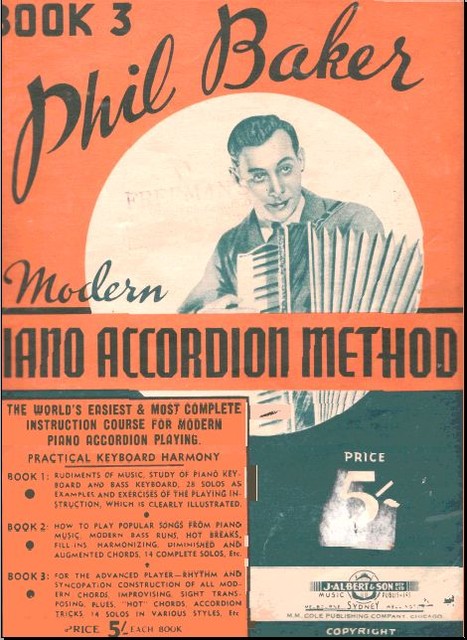 BOOK 3
Phil Baker
Modern
IANO ACCORDION METHOD
THE WORLD'S EASIEST & MOST COMPLETE
INSTRUCTION COURSE FOR MODERN
PIANO ACCORDION PLAYING.
PRACTICAL KEYBOARD HARMONY
BOOK 1: RUDIMENTS OF MUSIC, STUDY OF PIANO KEY-
BOARD AND BASS KEYBOARD, 28 SOLOS AS
EXAMPLES AND EXERCISES OF THE PLAYING IN-
STRUCTION, WHICH IS CLEARLY ILLUSTRATED.
BOOK 2: HOW TO PLAY POPULAR SONGS FROM PIANO
MUSIC, MODERN BASS RUNS, HOT BREAKS,
FILL-INS HARMONIZING, DIMINISHED AND
AUGMENTED CHORDS, 14 COMPLETE SOLOS, Etc.
BOOK 3: FOR THE ADVANCED PLAYER—RHYTHM AND
SYNCOPATION CONSTRUCTION OF ALL MOD-
ERN CHORDS, IMPROVISING, SIGHT TRANS-
POSING, BLUES, "HOT" CHORDS, ACCORDION
TRICKS 14 SOLOS IN VARIOUS STYLES, Etc
PRICE 5/- EACH BOOK
PRICE
5/-
J. ALBERT & SON
MUSIC
SYDNEY
M.M. COLE PUBLISHING COMPANY, CHICAGO
COPYRIGHT